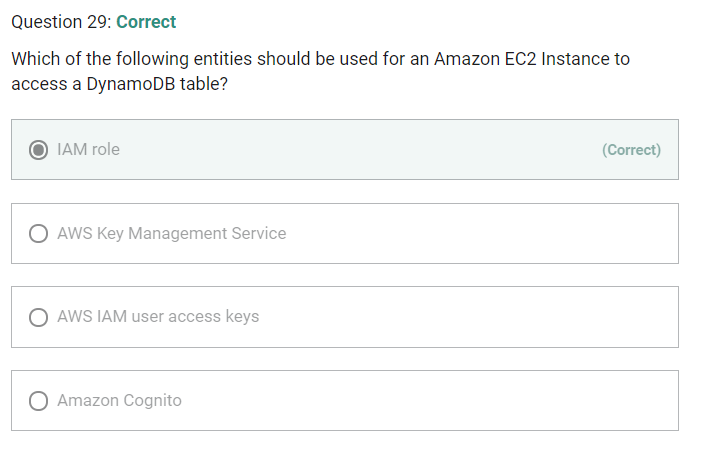 Question 29: Correct
Which of the following entities should be used for an Amazon EC2 Instance to
access a DynamoDB table?
IAM role (Correct)
AWS Key Management Service
AWS IAM user access keys
Amazon Cognito